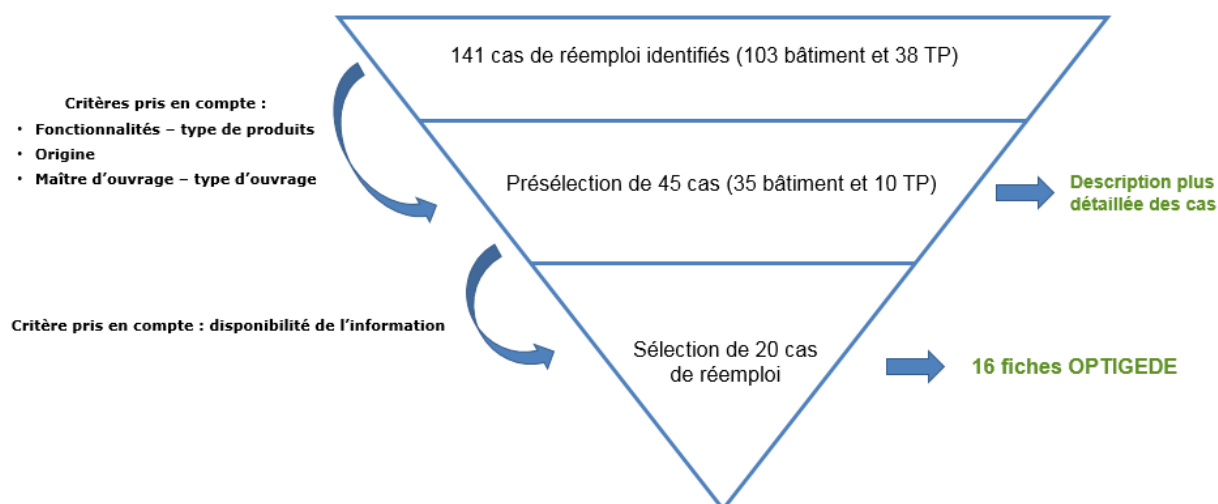 141 cas de réemploi identifiés (103 bâtiment et 38 TP)
Critères pris en compte :
• Fonctionnalités – type de produits
• Origine
• Maître d'ouvrage – type d'ouvrage
Présélection de 45 cas (35 bâtiment et 10 TP)
Description plus
détaillée des cas
Critère pris en compte : disponibilité de l'information
Sélection de 20 cas
de réemploi
16 fiches OPTIGEDE